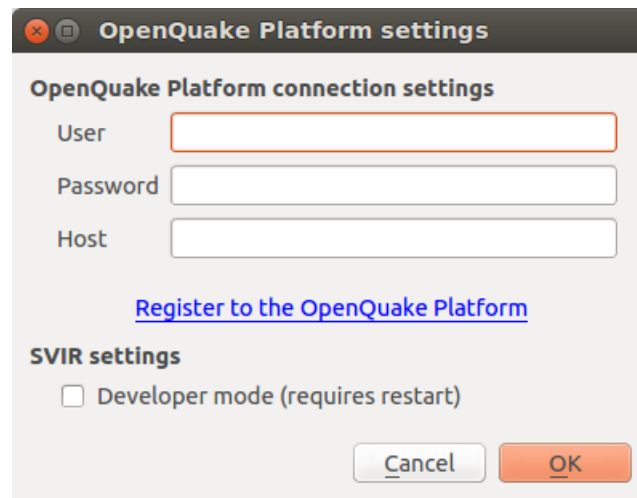 OpenQuake Platform settings
OpenQuake Platform connection settings
User
Password
Host
Register to the OpenQuake Platform
SVIR settings
Developer mode (requires restart)
Cancel OK